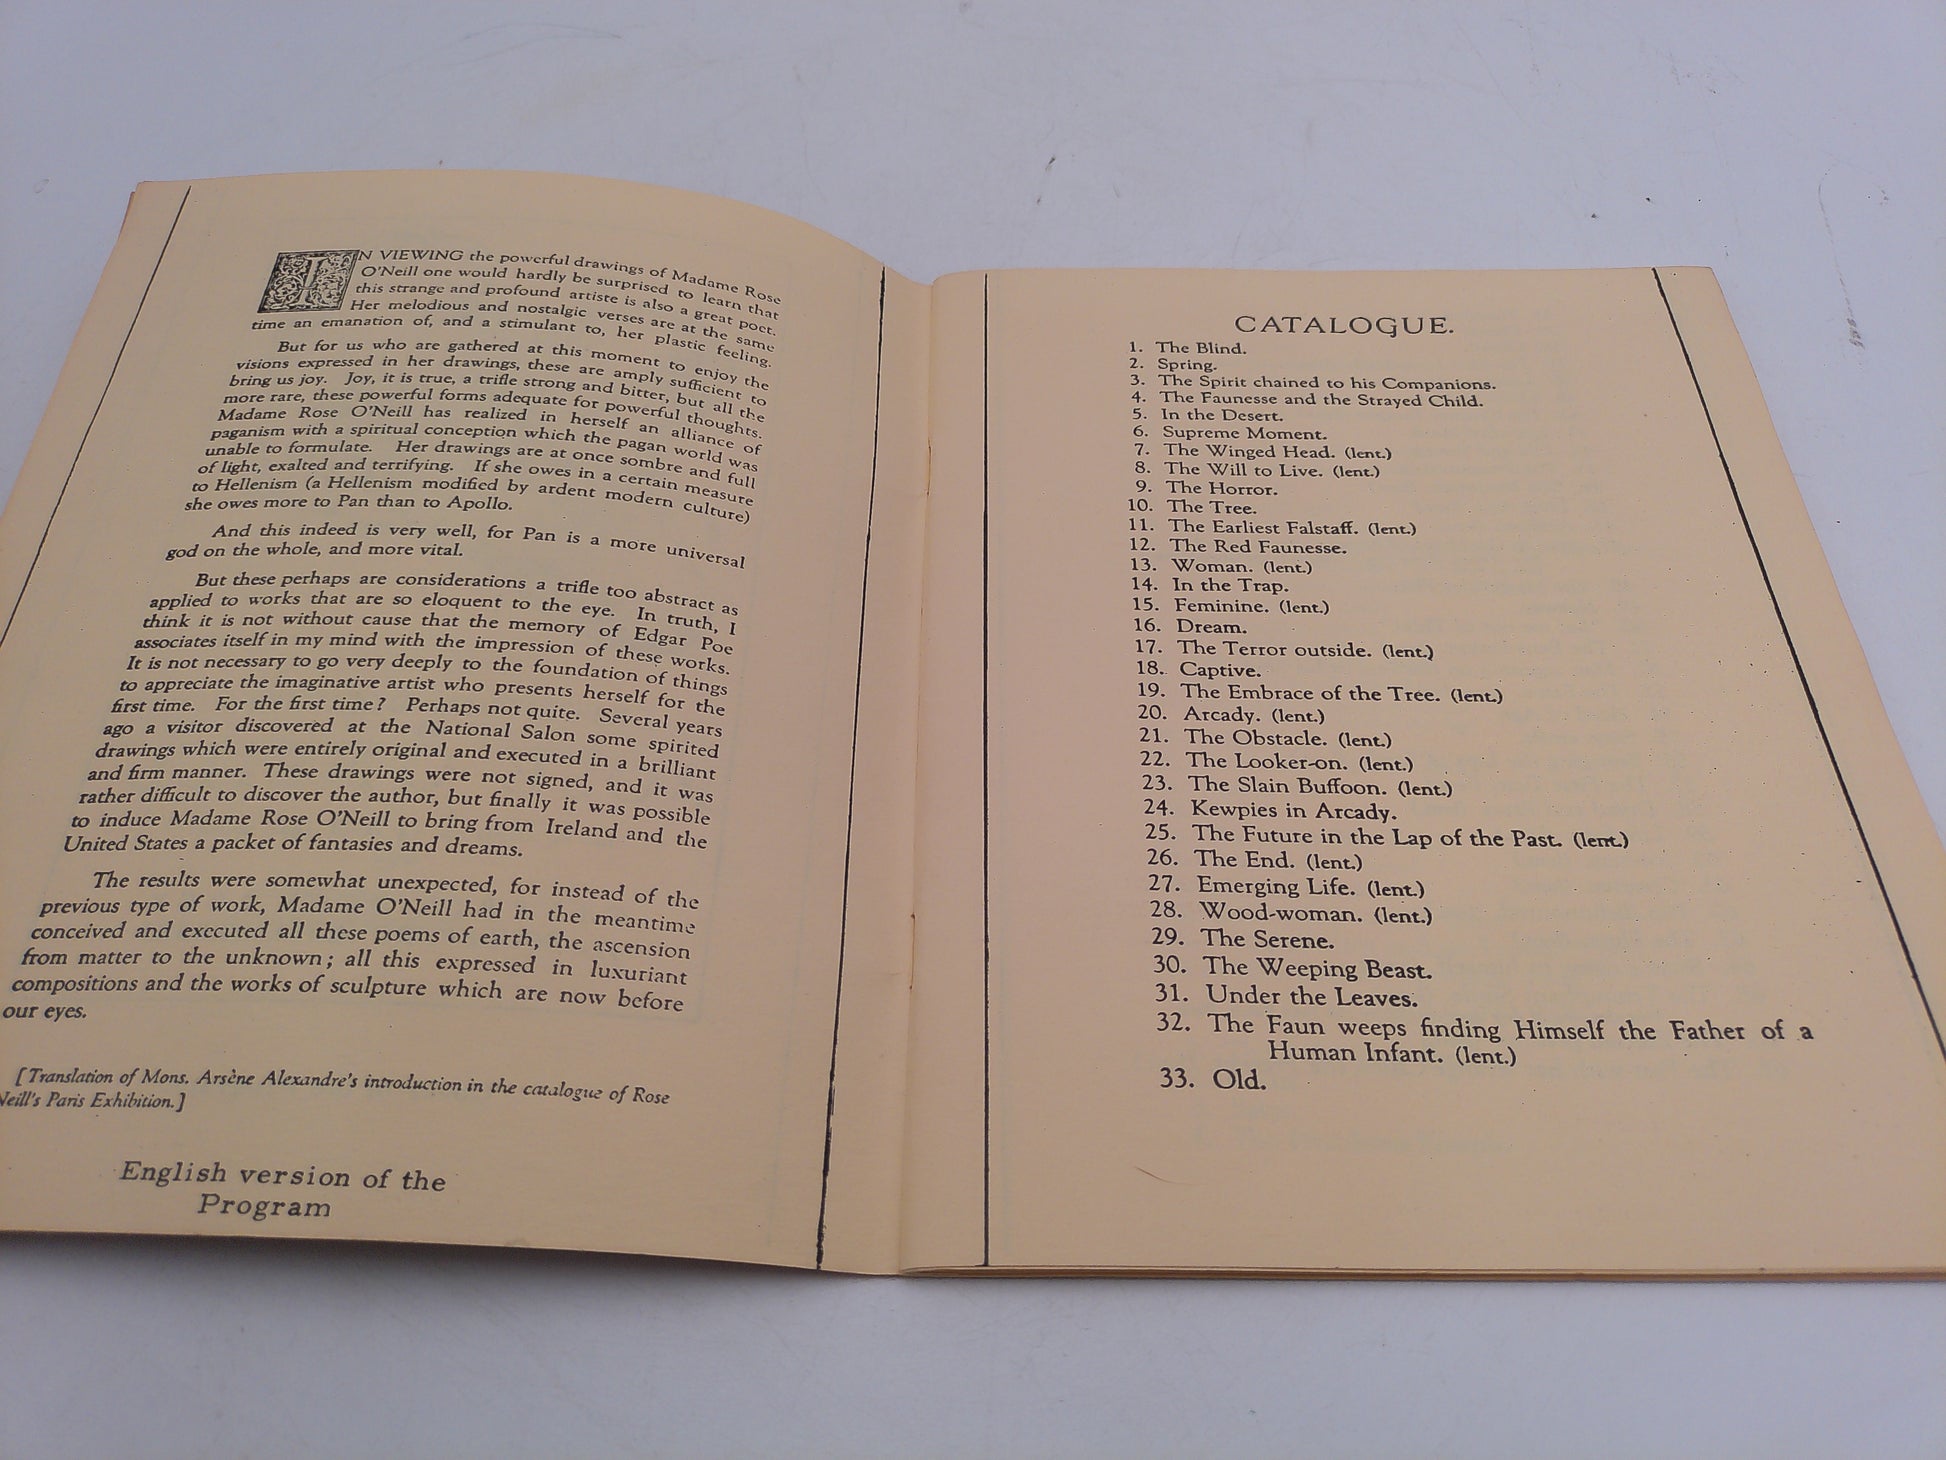 IN VIEWING the powerful drawings of Madame Rose
O'Neill one would hardly be surprised to learn that
this strange and profound artiste is also a great poet.
Her melodious and nostalgic verses are at the same
time an emanation of, and a stimulant to, her plastic feeling.
But for us who are gathered at this moment to enjoy the
visions expressed in her drawings, these are amply sufficient to
bring us joy. Joy, it is true, a trifle strong and bitter, but all the
more rare, these powerful forms adequate for powerful thoughts.
Madame Rose O'Neill has realized in herself an alliance of
paganism with a spiritual conception which the pagan world was
unable to formulate. Her drawings are at once sombre and full
of light, exalted and terrifying. If she owes in a certain measure
to Hellenism (a Hellenism modified by ardent modern culture)
she owes more to Pan than to Apollo.
And this indeed is very well, for Pan is a more universal
god on the whole, and more vital.
But these perhaps are considerations a trifle too abstract as
applied to works that are so eloquent to the eye. In truth, I
think it is not without cause that the memory of Edgar Poe
associates itself in my mind with the impression of these works.
It is not necessary to go very deeply to the foundation of things
to appreciate the imaginative artist who presents herself for the
first time. For the first time? Perhaps not quite. Several years
ago a visitor discovered at the National Salon some spirited
drawings which were entirely original and executed in a brilliant
and firm manner. These drawings were not signed, and it was
rather difficult to discover the author, but finally it was possible
to induce Madame Rose O'Neill to bring from Ireland and the
United States a packet of fantasies and dreams.
The results were somewhat unexpected, for instead of the
previous type of work, Madame O'Neill had in the meantime
conceived and executed all these poems of earth, the ascension
from matter to the unknown; all this expressed in luxuriant
compositions and the works of sculpture which are now before
our eyes.
[Translation of Mons. Arsène Alexandre's introduction in the catalogue of Rose
Neill's Paris Exhibition.]
English version of the
Program
CATALOGUE.
1. The Blind.
2. Spring.
3. The Spirit chained to his Companions.
4. The Faunesse and the Strayed Child.
5. In the Desert.
6. Supreme Moment.
7. The Winged Head. (lent.)
8. The Will to Live. (lent.)
9. The Horror.
10. The Tree.
11. The Earliest Falstaff. (lent.)
12. The Red Faunesse.
13. Woman. (lent.)
14. In the Trap.
15. Feminine. (lent.)
16. Dream.
17. The Terror outside. (lent.)
18. Captive.
19. The Embrace of the Tree. (lent.)
20. Arcady. (lent.)
21. The Obstacle. (lent.)
22. The Looker-on. (lent.)
23. The Slain Buffoon. (lent.)
24. Kewpies in Arcady.
25. The Future in the Lap of the Past. (lent.)
26. The End. (lent.)
27. Emerging Life. (lent.)
28. Wood-woman. (lent.)
29. The Serene.
30. The Weeping Beast.
31. Under the Leaves.
32. The Faun weeps finding Himself the Father of a
Human Infant. (lent.)
33. Old.